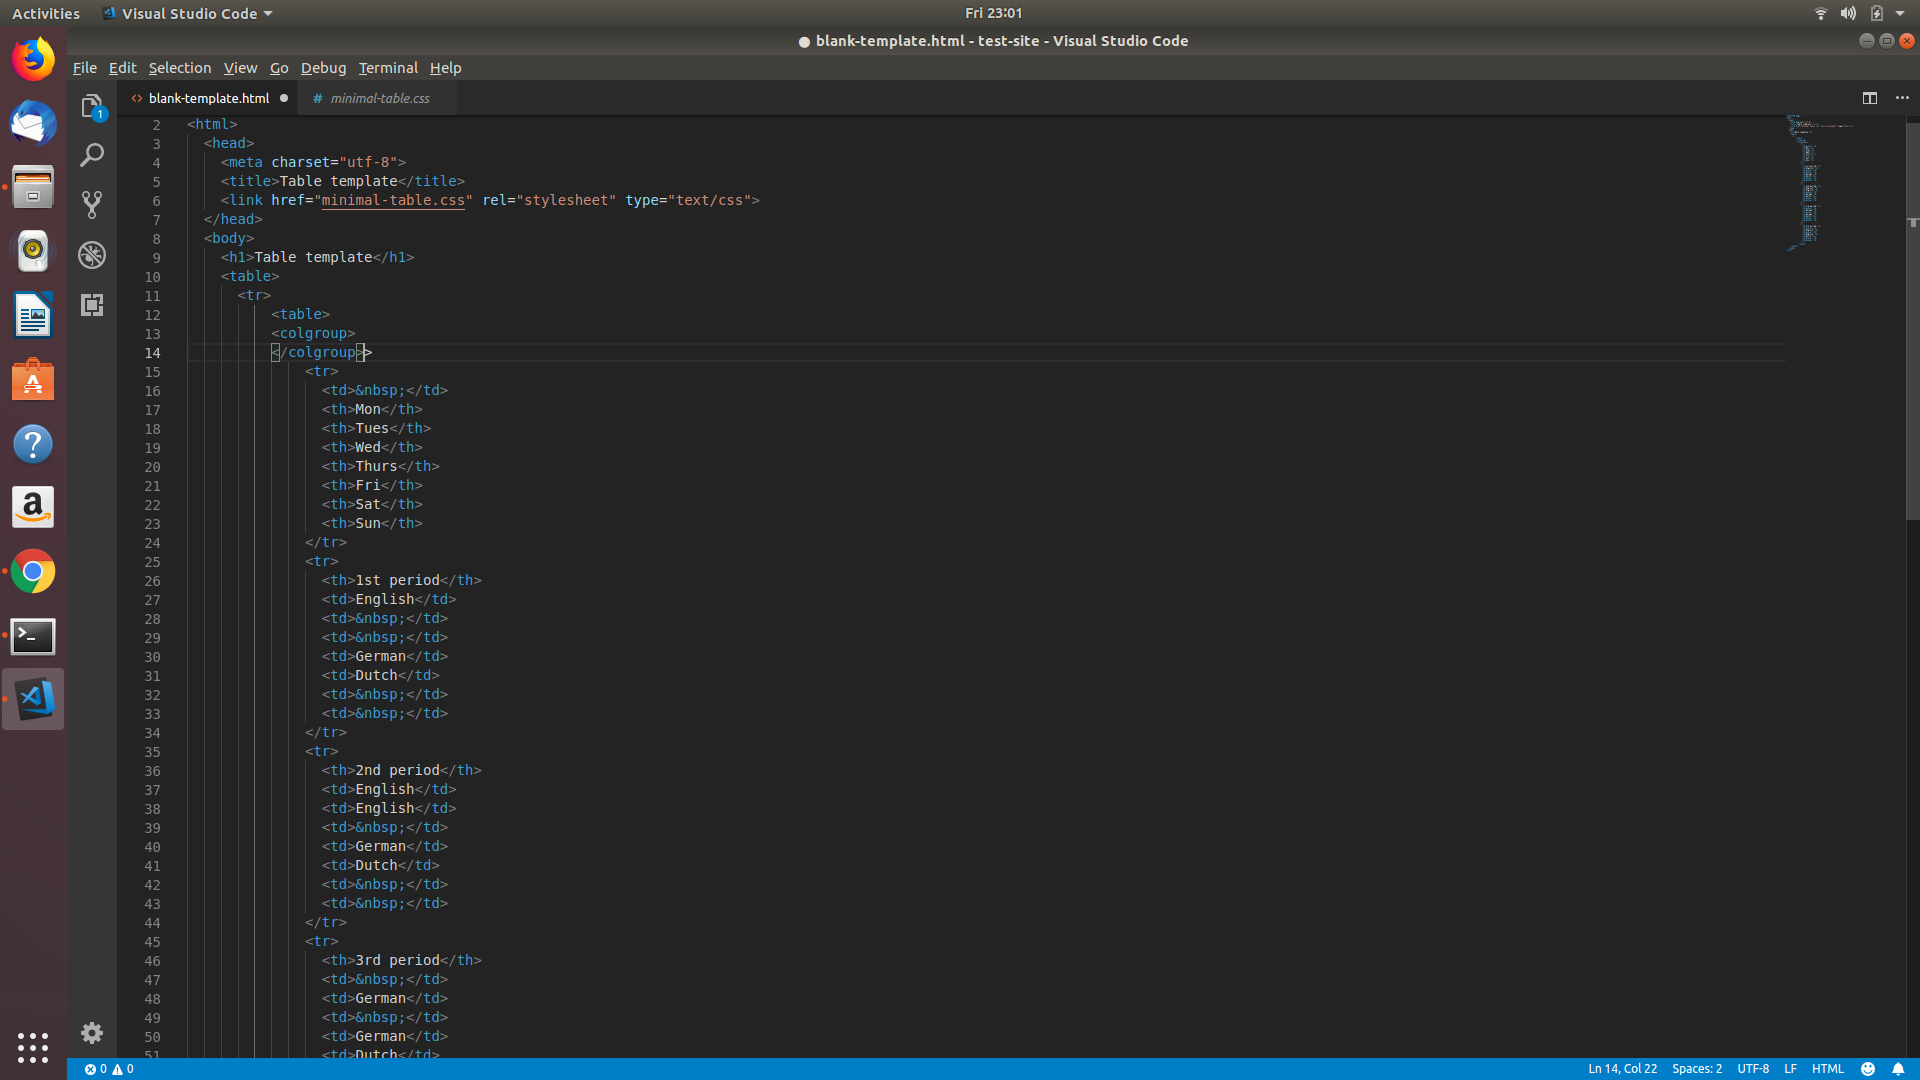 Activities
Visual Studio Code
Fri 23:01
● blank-template.html - test-site - Visual Studio Code
File Edit Selection View Go Debug Terminal Help
1
<> blank-template.html ●
# minimal-table.css
2 <html>
3 <head>
4 <meta charset="utf-8">
5 <title>Table template</title>
6 <link href="minimal-table.css" rel="stylesheet" type="text/css">
7 </head>
8 <body>
9 <h1>Table template</h1>
10 <table>
11 <tr>
12 <table>
13 <colgroup>
14 </colgroup>>
15 <tr>
16 <td>&nbsp;</td>
17 <th>Mon</th>
18 <th>Tues</th>
19 <th>Wed</th>
20 <th>Thurs</th>
21 <th>Fri</th>
22 <th>Sat</th>
23 <th>Sun</th>
24 </tr>
25 <tr>
26 <th>1st period</th>
27 <td>English</td>
28 <td>&nbsp;</td>
29 <td>&nbsp;</td>
30 <td>German</td>
31 <td>Dutch</td>
32 <td>&nbsp;</td>
33 <td>&nbsp;</td>
34 </tr>
35 <tr>
36 <th>2nd period</th>
37 <td>English</td>
38 <td>English</td>
39 <td>&nbsp;</td>
40 <td>German</td>
41 <td>Dutch</td>
42 <td>&nbsp;</td>
43 <td>&nbsp;</td>
44 </tr>
45 <tr>
46 <th>3rd period</th>
47 <td>&nbsp;</td>
48 <td>German</td>
49 <td>&nbsp;</td>
50 <td>German</td>
51 <td>Dutch</td>
0 0
Ln 14, Col 22 Spaces: 2 UTF-8 LF HTML